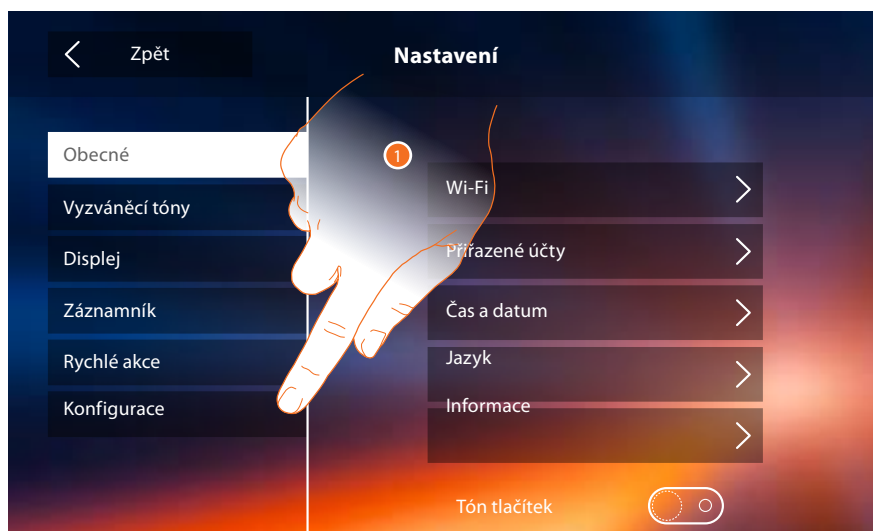 Zpět
Nastavení
Obecné
Vyzváněcí tóny
Displej
Záznamník
Rychlé akce
Konfigurace
1
Wi-Fi
Přiřazené účty
Čas a datum
Jazyk
Informace
Tón tlačítek